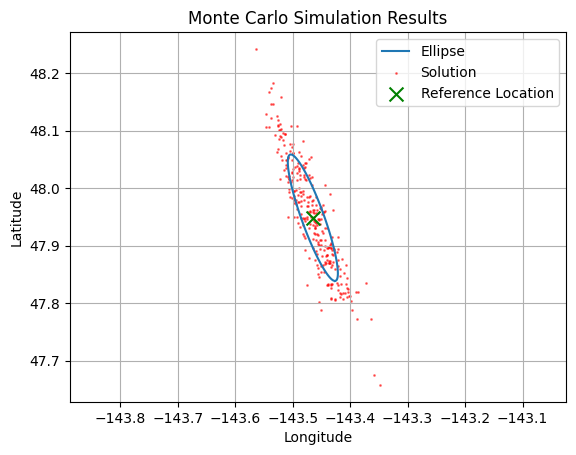 Monte Carlo Simulation Results
Ellipse
Solution
Reference Location
Latitude
48.2
48.1
48.0
47.9
47.8
47.7
−143.8 −143.7 −143.6 −143.5 −143.4 −143.3 −143.2 −143.1
Longitude